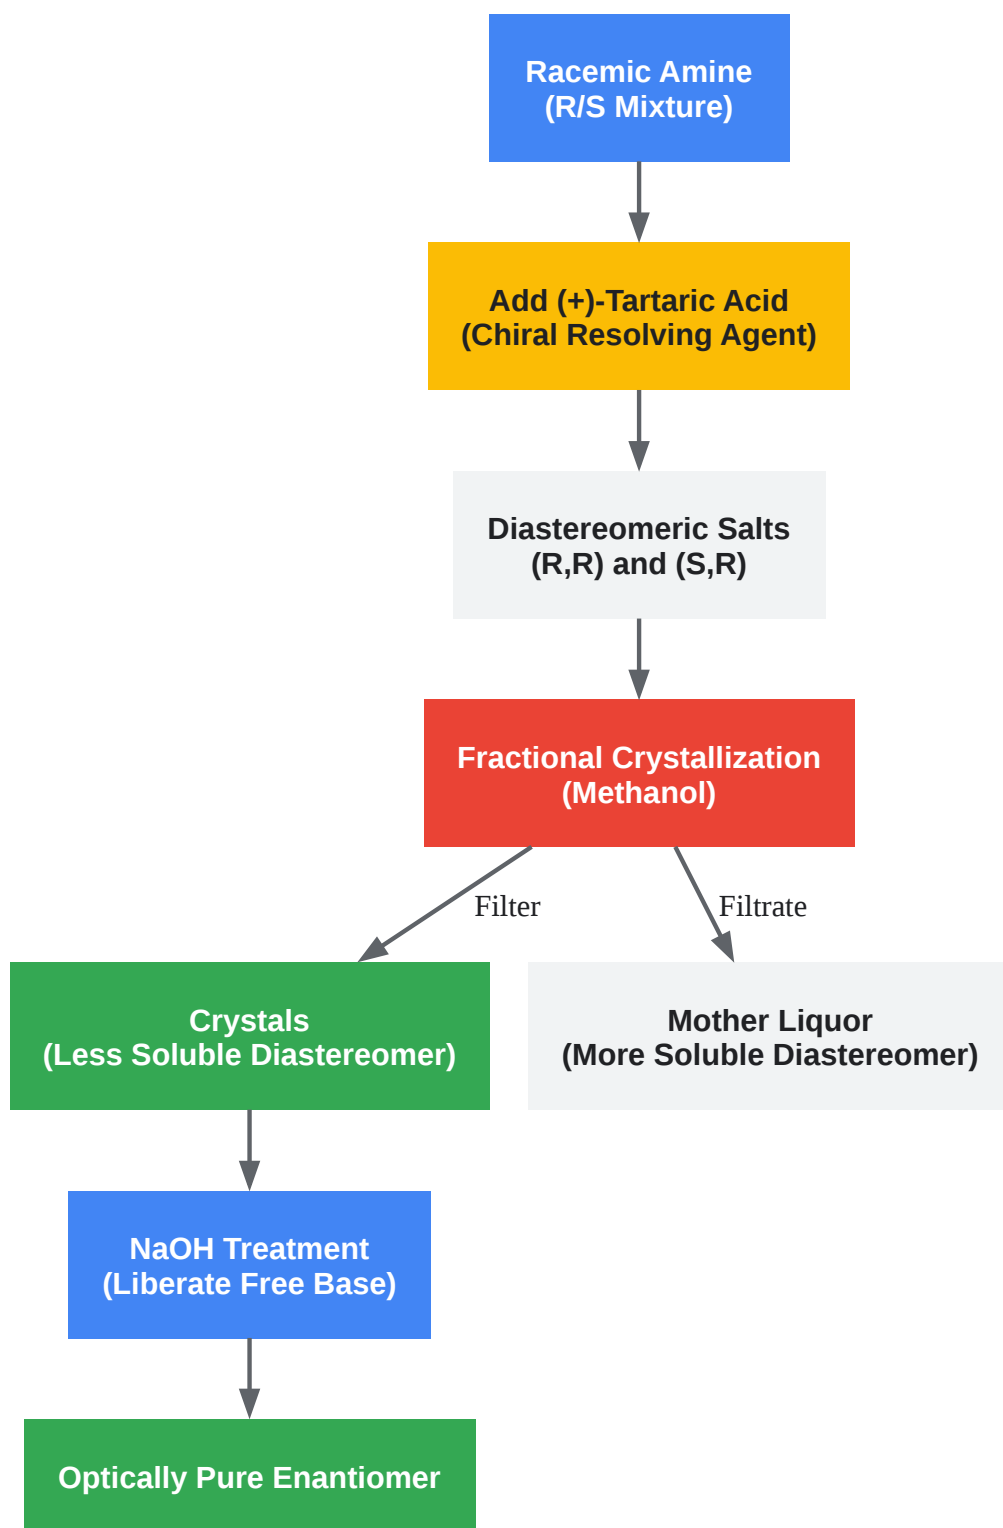 Racemic Amine
(R/S Mixture)
Add (+)-Tartaric Acid
(Chiral Resolving Agent)
Diastereomeric Salts
(R,R) and (S,R)
Fractional Crystallization
(Methanol)
Filter
Filtrate
Crystals
(Less Soluble Diastereomer)
Mother Liquor
(More Soluble Diastereomer)
NaOH Treatment
(Liberate Free Base)
Optically Pure Enantiomer